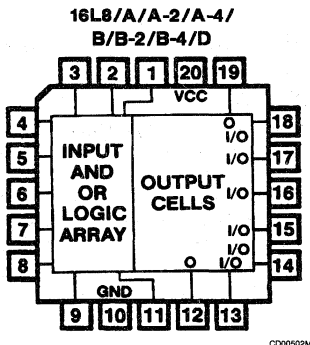 16L8/A/A-2/A-4/
B/B-2/B-4/D
3 2 1 20 19
VCC
4 O 18
I/O
5 INPUT I/O 17
AND
6 OR OUTPUT I/O 16
LOGIC CELLS
7 ARRAY I/O 15
I/O
8 O I/O 14
GND
9 10 11 12 13
CD00502M